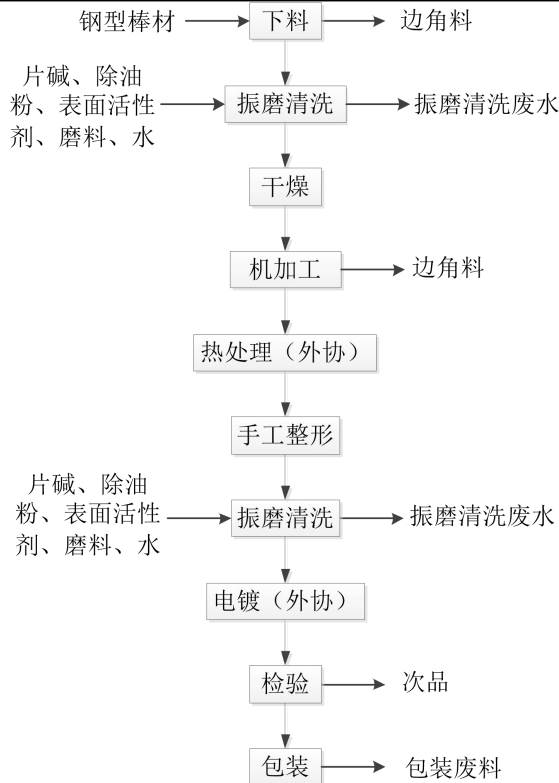 钢型棒材
下料
边角料
片碱、除油
粉、表面活性
剂、磨料、水
振磨清洗
振磨清洗废水
干燥
机加工
边角料
热处理（外协）
手工整形
片碱、除油
粉、表面活性
剂、磨料、水
振磨清洗
振磨清洗废水
电镀（外协）
检验
次品
包装
包装废料